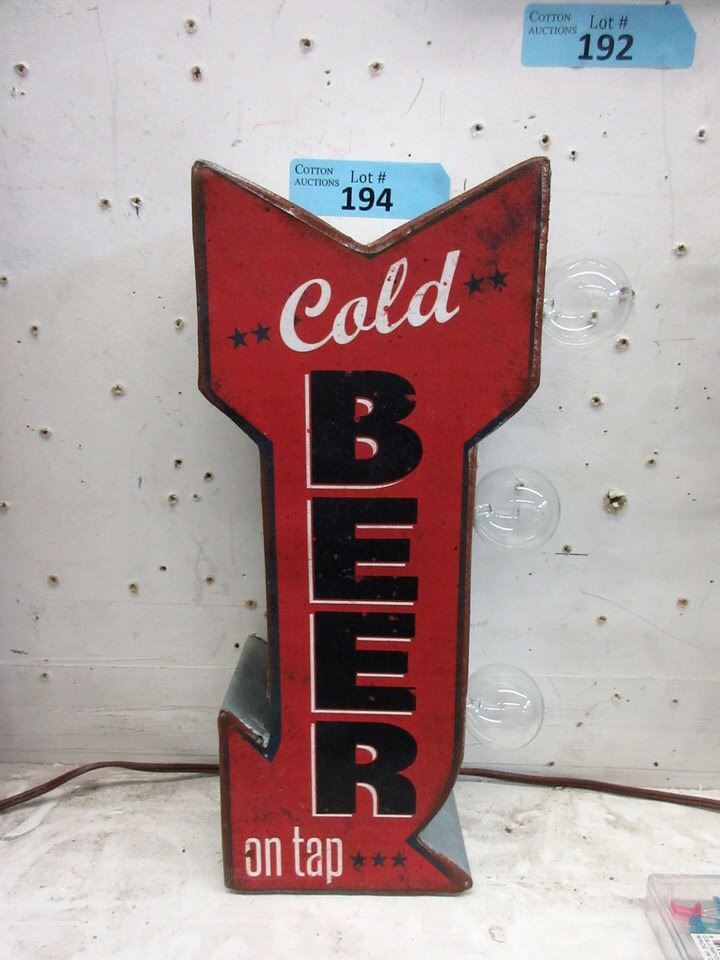 COTTON AUCTIONS Lot # 192
COTTON AUCTIONS Lot # 194
Cold
BEER
on tap